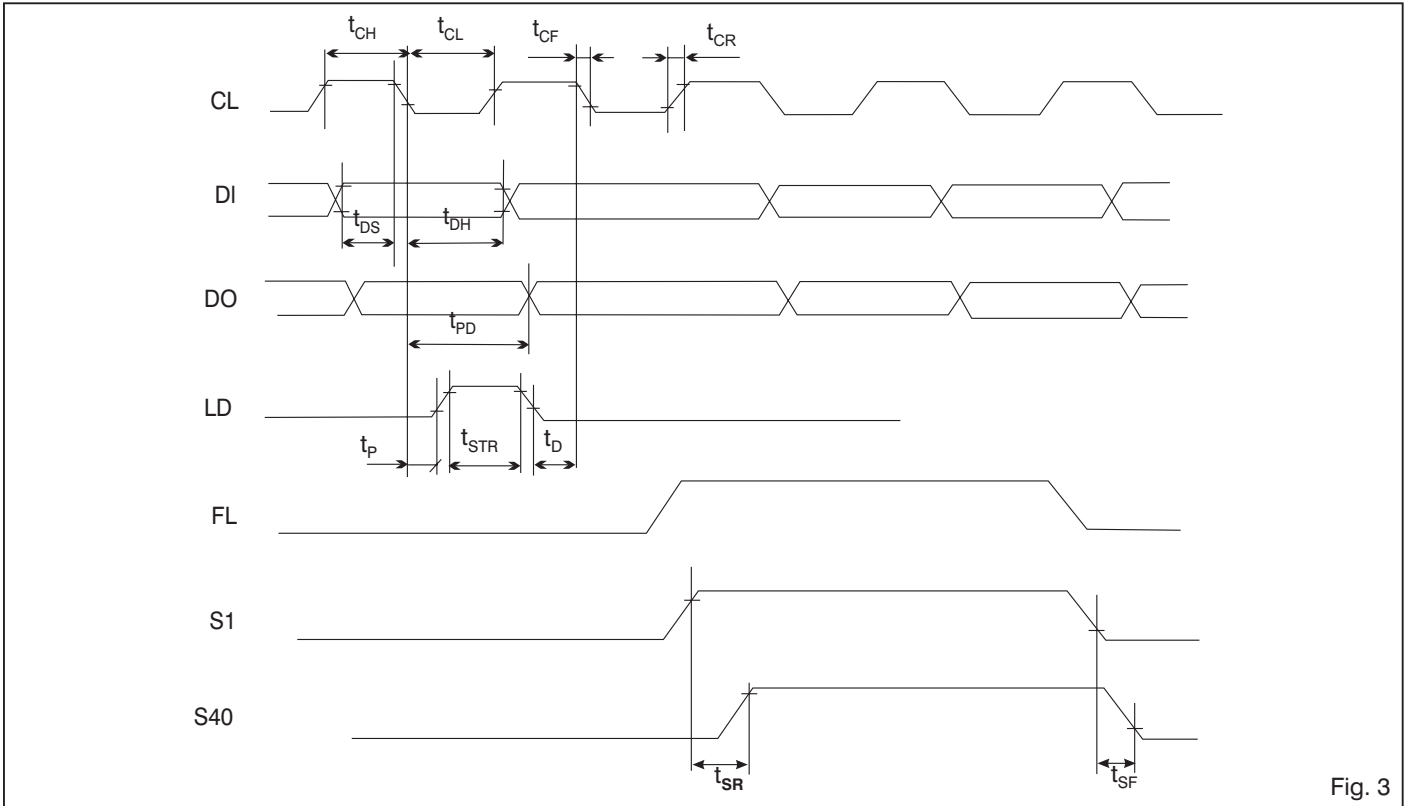 tCH
tCL
tCF
tCR
CL
DI
tDS
tDH
DO
tPD
LD
tP
tSTR
tD
FL
S1
S40
tSR
tSF
Fig. 3